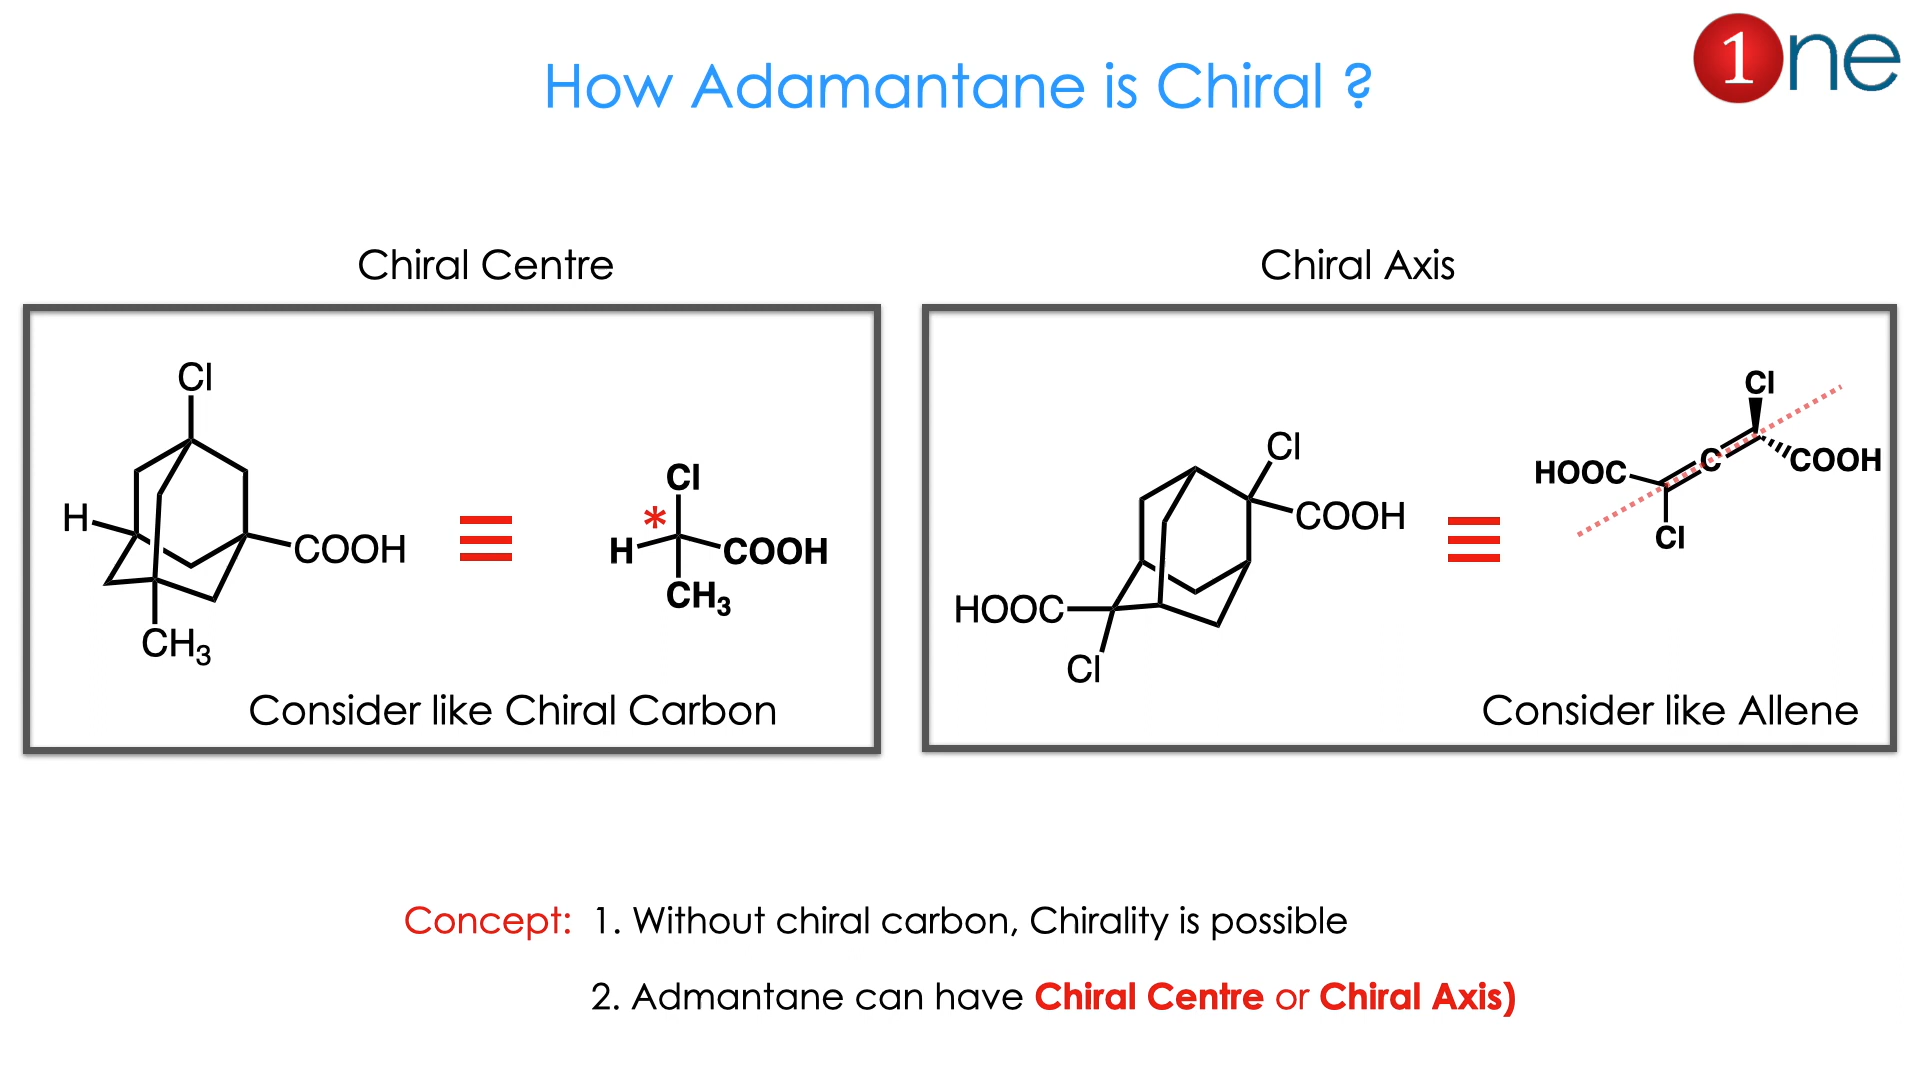 How Adamantane is Chiral ?
1ne
Chiral Centre
Chiral Axis
Cl
H
COOH
CH3
Cl
*
H
COOH
CH3
Consider like Chiral Carbon
Cl
COOH
HOOC
Cl
Cl
HOOC
C
COOH
Cl
Consider like Allene
Concept: 1. Without chiral carbon, Chirality is possible
2. Admantane can have Chiral Centre or Chiral Axis)